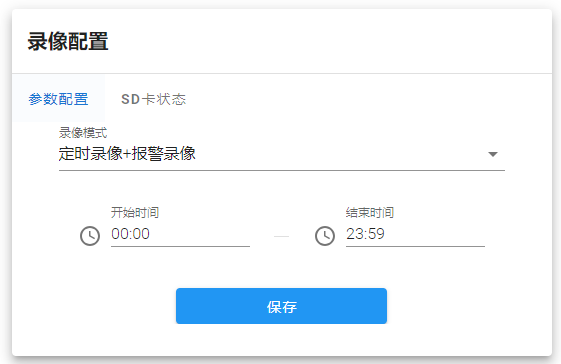 录像配置
参数配置 SD卡状态
录像模式
定时录像+报警录像
开始时间 结束时间
00:00 — 23:59
保存